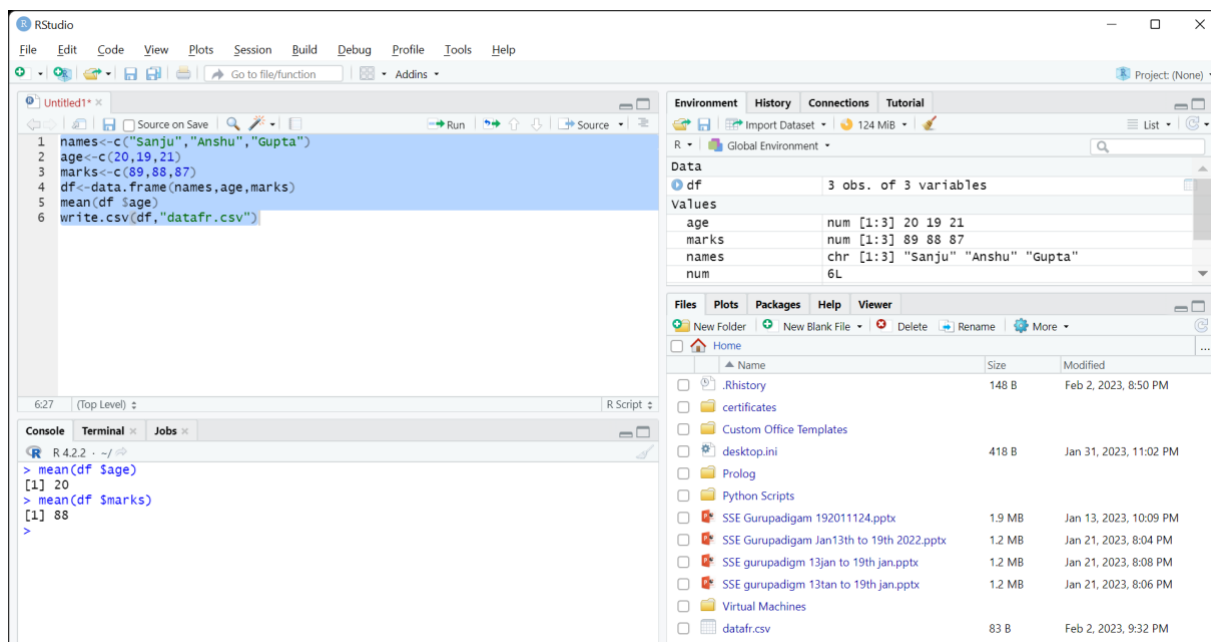 RStudio
File Edit Code View Plots Session Build Debug Profile Tools Help
Go to file/function Addins Project: (None)
Untitled1*
Source on Save Run Source
1 names<-c("Sanju","Anshu","Gupta")
2 age<-c(20,19,21)
3 marks<-c(89,88,87)
4 df<-data.frame(names,age,marks)
5 mean(df $age)
6 write.csv(df,"datafr.csv")
6:27 (Top Level) R Script
Console Terminal Jobs
R 4.2.2 · ~/
> mean(df $age)
[1] 20
> mean(df $marks)
[1] 88
>
Environment History Connections Tutorial
Import Dataset 124 MiB List
R Global Environment
Data
df 3 obs. of 3 variables
Values
age num [1:3] 20 19 21
marks num [1:3] 89 88 87
names chr [1:3] "Sanju" "Anshu" "Gupta"
num 6L
Files Plots Packages Help Viewer
New Folder New Blank File Delete Rename More
Home ...
Name Size Modified
.Rhistory 148 B Feb 2, 2023, 8:50 PM
certificates
Custom Office Templates
desktop.ini 418 B Jan 31, 2023, 11:02 PM
Prolog
Python Scripts
SSE Gurupadigam 192011124.pptx 1.9 MB Jan 13, 2023, 10:09 PM
SSE Gurupadigam Jan13th to 19th 2022.pptx 1.2 MB Jan 21, 2023, 8:04 PM
SSE gurupadigm 13jan to 19th jan.pptx 1.2 MB Jan 21, 2023, 8:08 PM
SSE gurupadigm 13tan to 19th jan.pptx 1.2 MB Jan 21, 2023, 8:06 PM
Virtual Machines
datafr.csv 83 B Feb 2, 2023, 9:32 PM